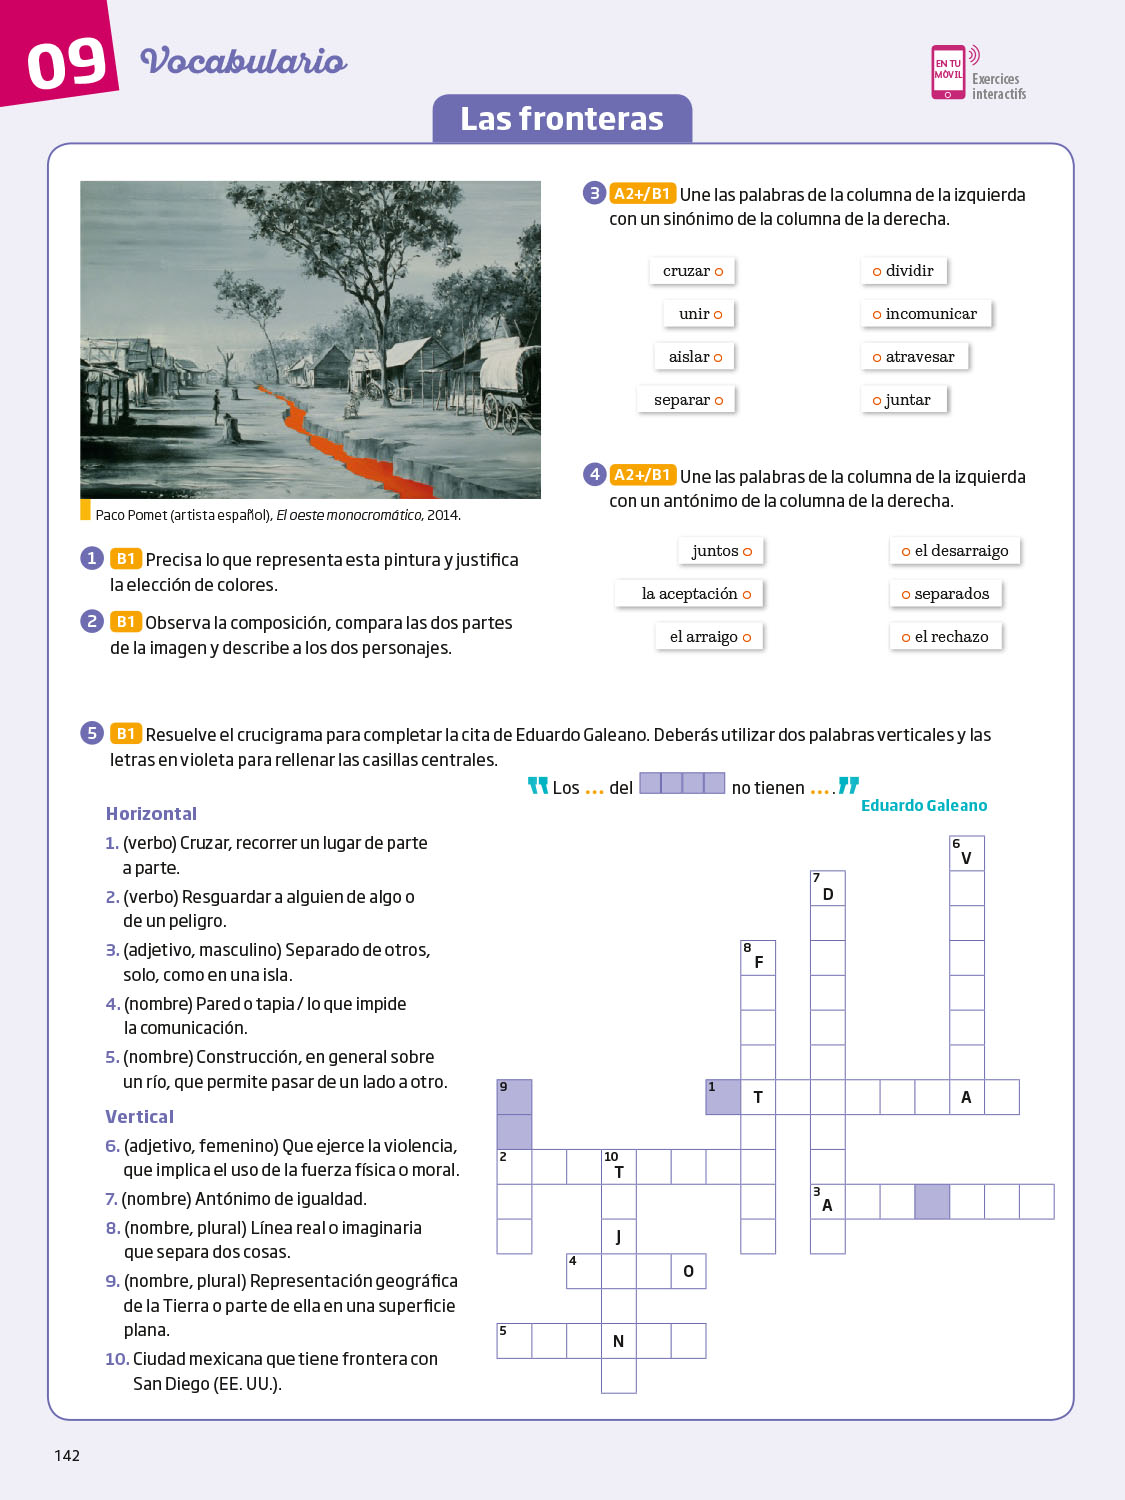 09
Vocabulario
EN TU
MÓVIL
Exercices
interactifs
Las fronteras
Paco Pomet (artista español), El oeste monocromático, 2014.
1 B1 Precisa lo que representa esta pintura y justifica
la elección de colores.
2 B1 Observa la composición, compara las dos partes
de la imagen y describe a los dos personajes.
3 A2+/B1 Une las palabras de la columna de la izquierda
con un sinónimo de la columna de la derecha.
cruzar dividir
unir incomunicar
aislar atravesar
separar juntar
4 A2+/B1 Une las palabras de la columna de la izquierda
con un antónimo de la columna de la derecha.
juntos el desarraigo
la aceptación separados
el arraigo el rechazo
5 B1 Resuelve el crucigrama para completar la cita de Eduardo Galeano. Deberás utilizar dos palabras verticales y las
letras en violeta para rellenar las casillas centrales.
"Los ... del no tienen ...."
Eduardo Galeano
Horizontal
1. (verbo) Cruzar, recorrer un lugar de parte
a parte.
2. (verbo) Resguardar a alguien de algo o
de un peligro.
3. (adjetivo, masculino) Separado de otros,
solo, como en una isla.
4. (nombre) Pared o tapia / lo que impide
la comunicación.
5. (nombre) Construcción, en general sobre
un río, que permite pasar de un lado a otro.
Vertical
6. (adjetivo, femenino) Que ejerce la violencia,
que implica el uso de la fuerza física o moral.
7. (nombre) Antónimo de igualdad.
8. (nombre, plural) Línea real o imaginaria
que separa dos cosas.
9. (nombre, plural) Representación geográfica
de la Tierra o parte de ella en una superficie
plana.
10. Ciudad mexicana que tiene frontera con
San Diego (EE. UU.).
6 V
7 D
8 F
9 1 T A
2 10 T
3 A
J
4 O
5 N
142